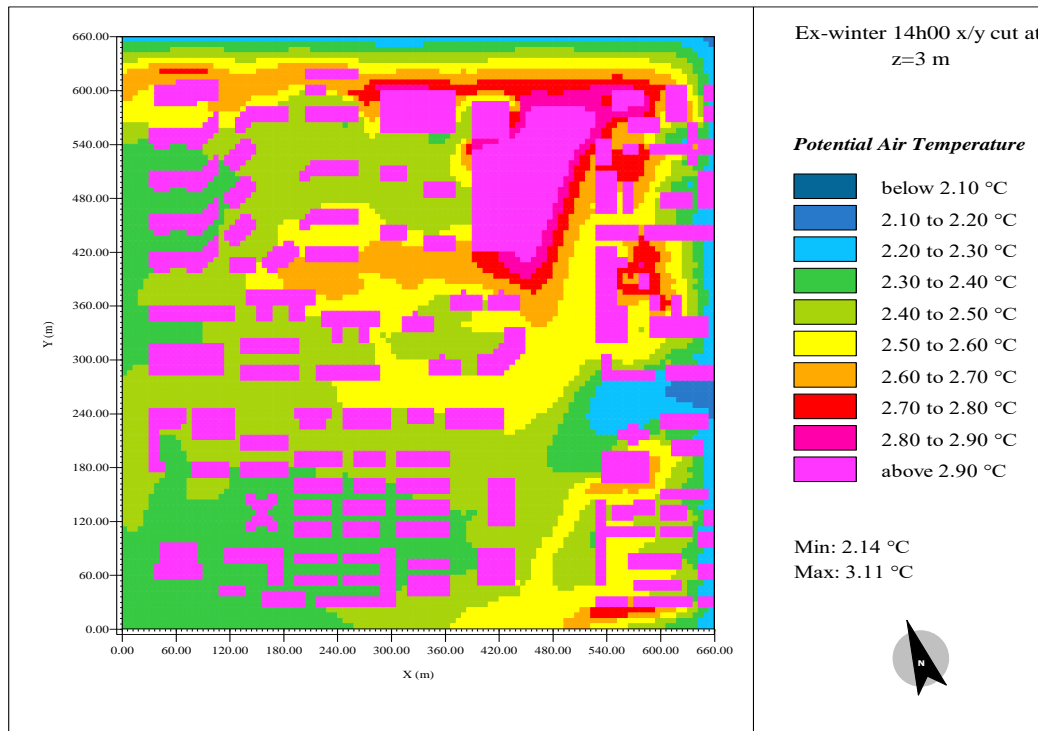 Ex-winter 14h00 x/y cut at
z=3 m
Potential Air Temperature
below 2.10 °C
2.10 to 2.20 °C
2.20 to 2.30 °C
2.30 to 2.40 °C
2.40 to 2.50 °C
2.50 to 2.60 °C
2.60 to 2.70 °C
2.70 to 2.80 °C
2.80 to 2.90 °C
above 2.90 °C
Min: 2.14 °C
Max: 3.11 °C
N
660.00
600.00
540.00
480.00
420.00
360.00
300.00
240.00
180.00
120.00
60.00
0.00
Y (m)
0.00 60.00 120.00 180.00 240.00 300.00 360.00 420.00 480.00 540.00 600.00 660.00
X (m)